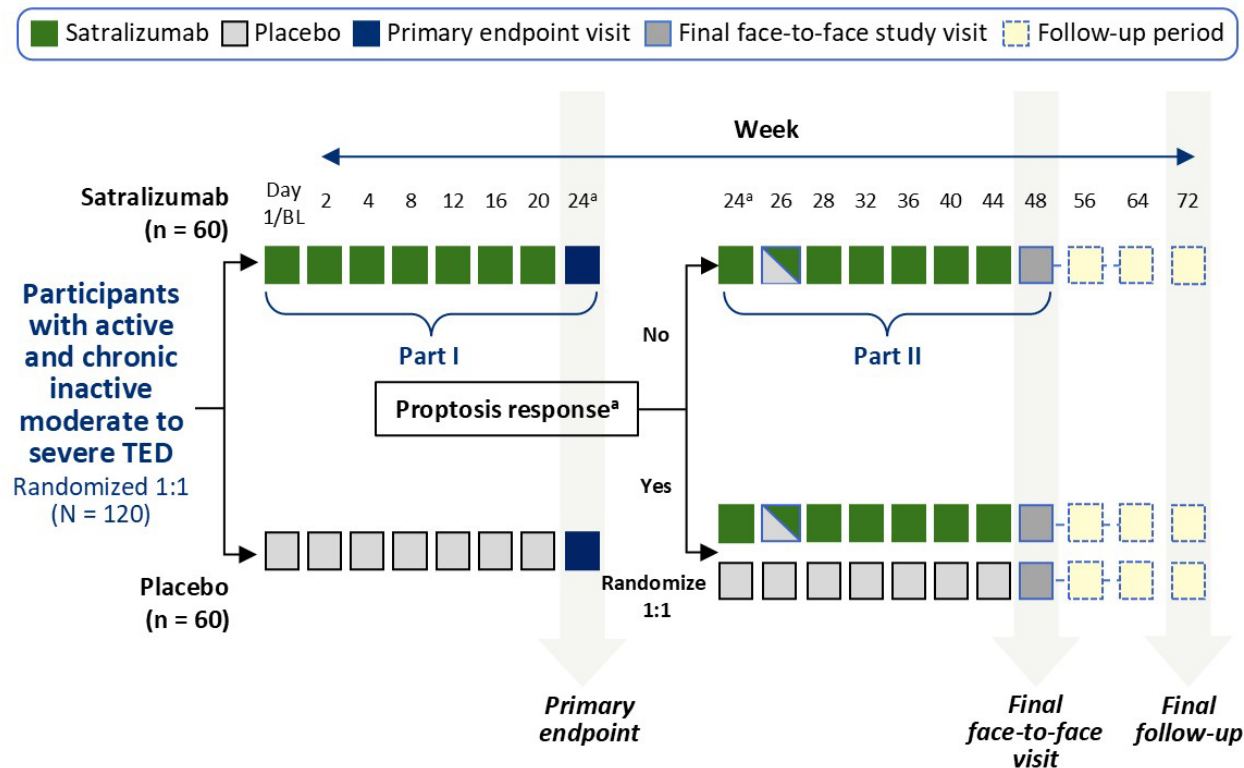 Satralizumab Placebo Primary endpoint visit Final face-to-face study visit Follow-up period
Week
Satralizumab
(n = 60)
Day
1/BL 2 4 8 12 16 20 24ᵃ 24ᵃ 26 28 32 36 40 44 48 56 64 72
Participants
with active
and chronic
inactive
moderate to
severe TED
Randomized 1:1
(N = 120)
Part I
No
Part II
Proptosis responseᵃ
Yes
Placebo
(n = 60)
Randomize
1:1
Primary
endpoint
Final
face-to-face
visit
Final
follow-up